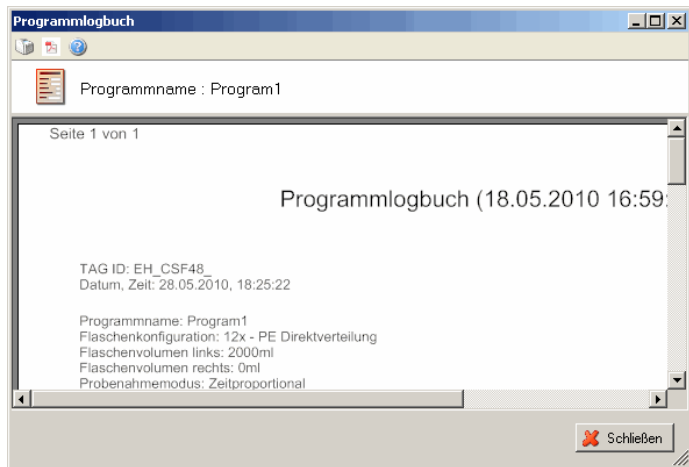 Programmlogbuch
Programmname : Program1
Seite 1 von 1
Programmlogbuch (18.05.2010 16:59:
TAG ID: EH_CSF48_
Datum, Zeit: 28.05.2010, 18:25:22
Programmname: Program1
Flaschenkonfiguration: 12x - PE Direktverteilung
Flaschenvolumen links: 2000ml
Flaschenvolumen rechts: 0ml
Probenahmemodus: Zeitproportional
Schließen